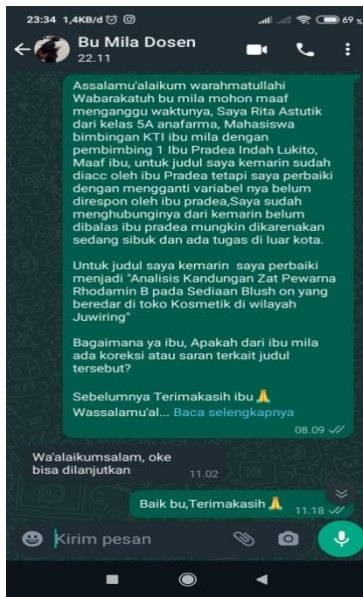 23:34 1,4KB/d 69%
Bu Mila Dosen
22.11
Assalamu'alaikum warahmatullahi
Wabarakatuh bu mila mohon maaf
menganggu waktunya, Saya Rita Astutik
dari kelas 5A anafarma, Mahasiswa
bimbingan KTI ibu mila dengan
pembimbing 1 Ibu Pradea Indah Lukito,
Maaf ibu, untuk judul saya kemarin sudah
diacc oleh ibu Pradea tetapi saya perbaiki
dengan mengganti variabel nya belum
direspon oleh ibu pradea,Saya sudah
menghubunginya dari kemarin belum
dibalas ibu pradea mungkin dikarenakan
sedang sibuk dan ada tugas di luar kota.
Untuk judul saya kemarin saya perbaiki
menjadi "Analisis Kandungan Zat Pewarna
Rhodamin B pada Sediaan Blush on yang
beredar di toko Kosmetik di wilayah
Juwiring"
Bagaimana ya ibu, Apakah dari ibu mila
ada koreksi atau saran terkait judul
tersebut?
Sebelumnya Terimakasih ibu 🙏
Wassalamu'al... Baca selengkapnya
08.09
Wa'alaikumsalam, oke
bisa dilanjutkan
11.02
Baik bu,Terimakasih 🙏
11.18
Kirim pesan